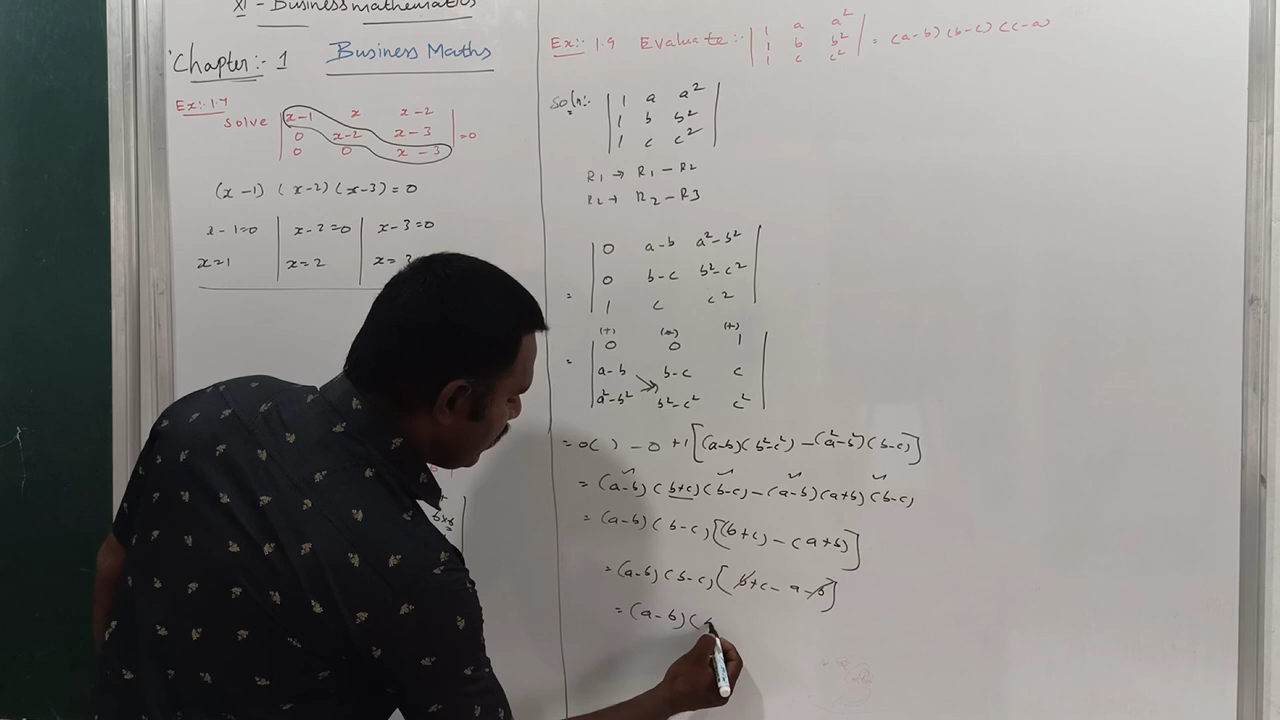 XI - Business mathematics
Chapter:- 1
Business Maths
Ex:- 1.7
Solve
| x-1 x x-2 |
| 0 x-2 x-3 | =0
| 0 0 x-3 |
(x-1) (x-2) (x-3) = 0
x-1=0 | x-2=0 | x-3=0
x=1 | x=2 | x=3
Ex:- 1.9 Evaluate:-
| 1 a a² |
| 1 b b² | = (a-b) (b-c) (c-a)
| 1 c c² |
Soln:-
| 1 a a² |
| 1 b b² |
| 1 c c² |
R1 → R1 - R2
R2 → R2 - R3
| 0 a-b a²-b² |
| 0 b-c b²-c² |
= | 1 c c² |
(+) (-) (+)
= | 0 0 1 |
| a-b b-c c |
| a²-b² b²-c² c² |
= 0( ) - 0 +1 [(a-b)(b²-c²) - (a²-b²)(b-c)]
= (a-b) (b+c) (b-c) - (a-b) (a+b) (b-c)
= (a-b) (b-c) [(b+c) - (a+b)]
= (a-b) (b-c) [b+c-a-b]
= (a-b) (